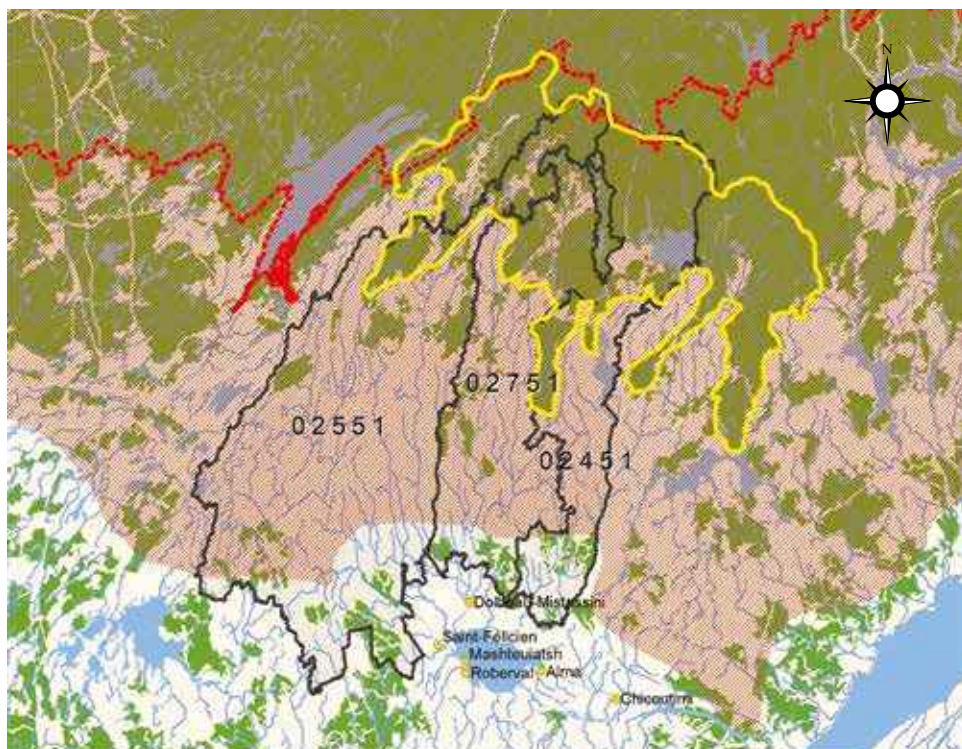 N
02551
02751
02451
Dolbeau-Mistassini
Saint-Félicien
Mashteuiatsh
Roberval
Alma
Chicoutimi